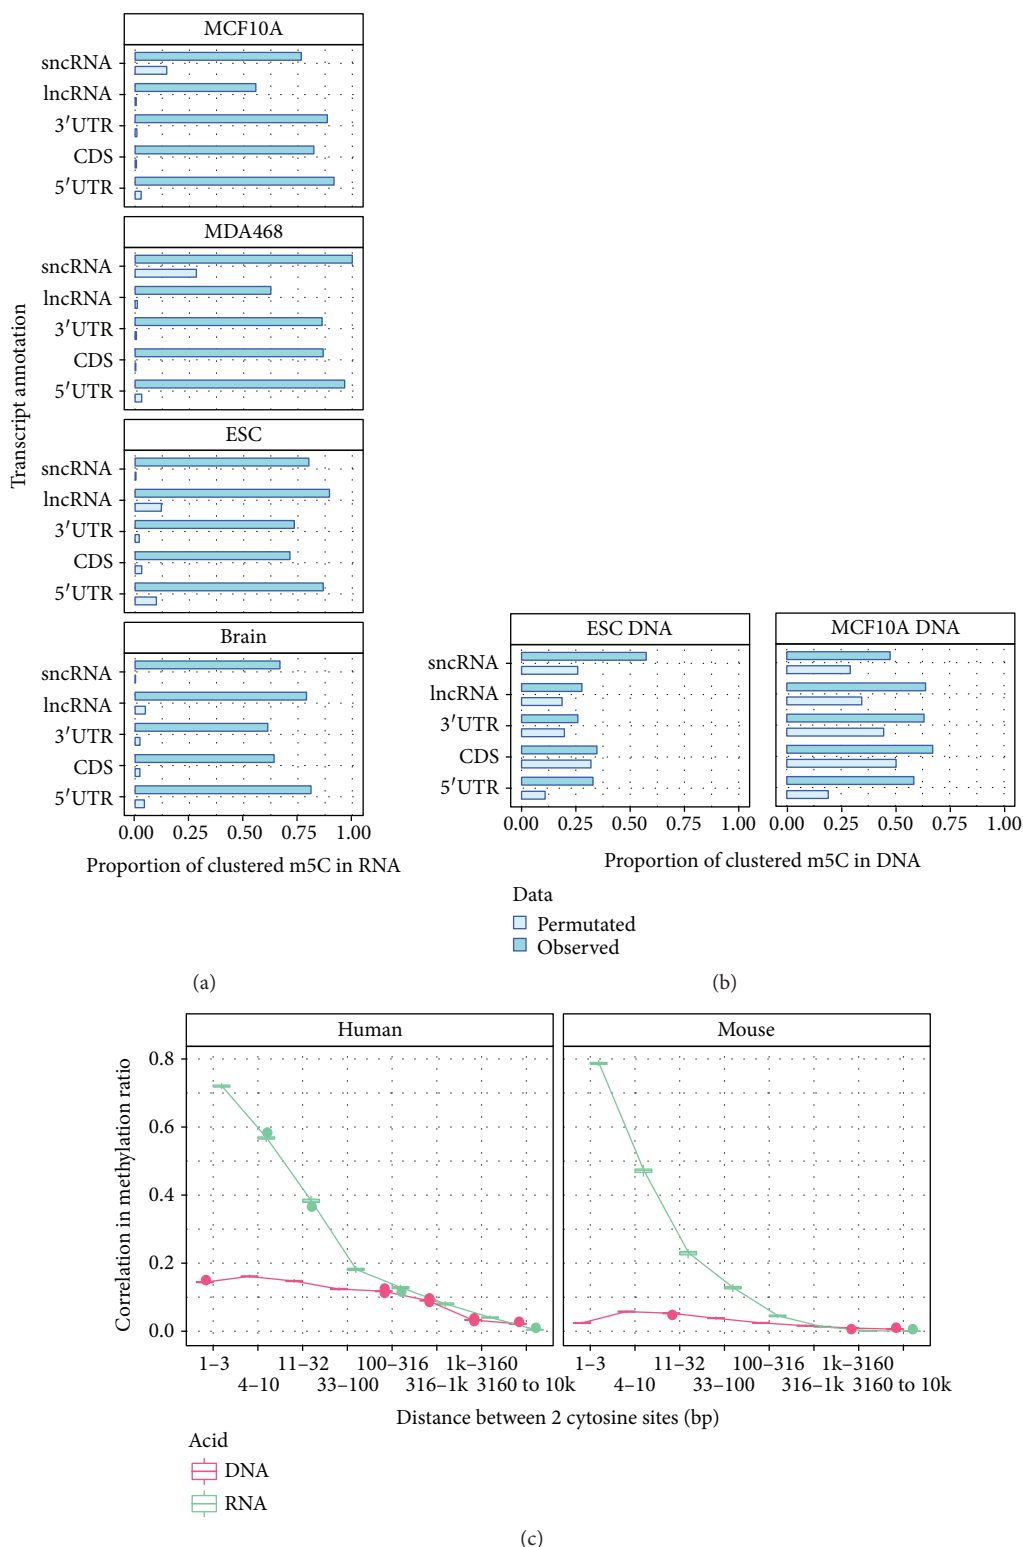 MCF10A
sncRNA
lncRNA
3′UTR
CDS
5′UTR
MDA468
sncRNA
lncRNA
3′UTR
CDS
5′UTR
ESC
sncRNA
lncRNA
3′UTR
CDS
5′UTR
Brain
sncRNA
lncRNA
3′UTR
CDS
5′UTR
0.00 0.25 0.50 0.75 1.00
Proportion of clustered m5C in RNA
Transcript annotation
(a)
ESC DNA
MCF10A DNA
sncRNA
lncRNA
3′UTR
CDS
5′UTR
0.00 0.25 0.50 0.75 1.00
0.00 0.25 0.50 0.75 1.00
Proportion of clustered m5C in DNA
Data
Permutated
Observed
(b)
Human
Mouse
0.8
0.6
0.4
0.2
0.0
Correlation in methylation ratio
1–3 11–32 100–316 1k–3160
4–10 33–100 316–1k 3160 to 10k
1–3 11–32 100–316 1k–3160
4–10 33–100 316–1k 3160 to 10k
Distance between 2 cytosine sites (bp)
Acid
DNA
RNA
(c)